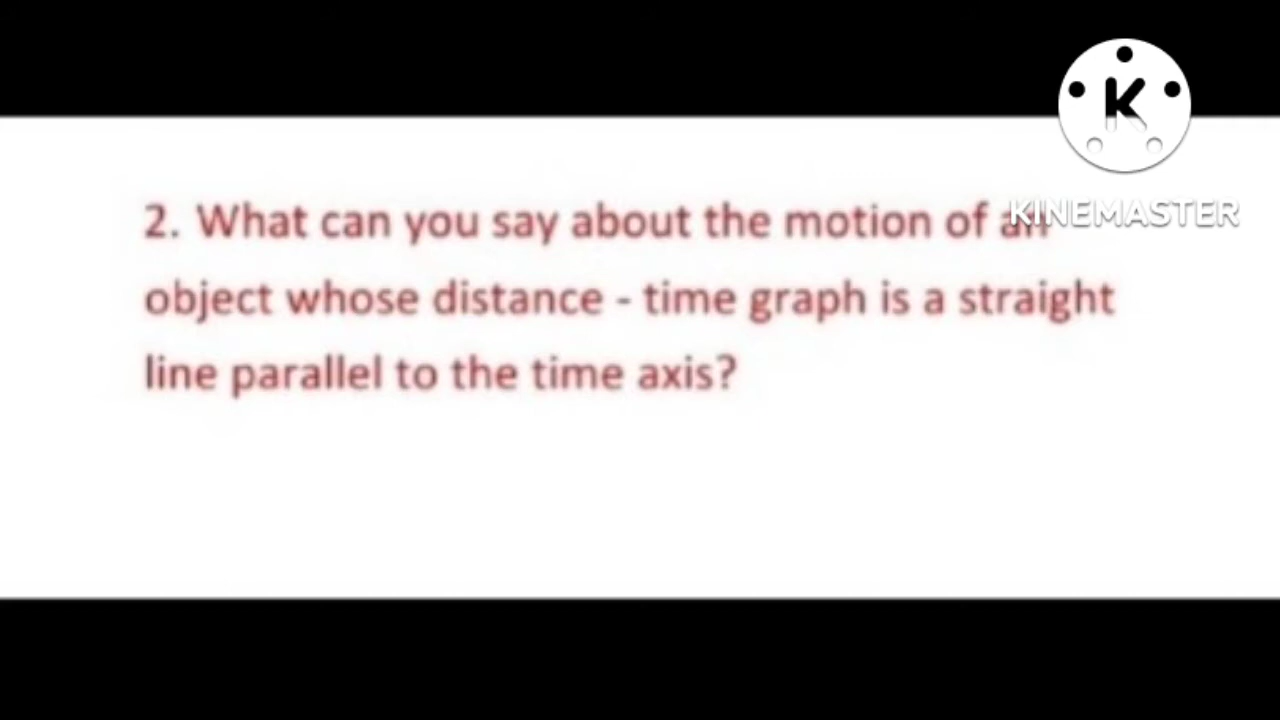 K
KINEMASTER
2. What can you say about the motion of an
object whose distance - time graph is a straight
line parallel to the time axis?